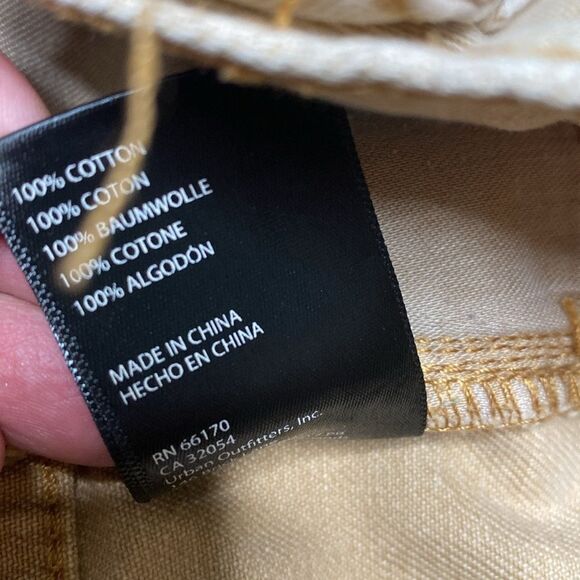 100% COTTON
100% COTON
100% BAUMWOLLE
100% COTONE
100% ALGODÓN
MADE IN CHINA
HECHO EN CHINA
RN 66170
CA 32054
Urban Outfitters, Inc.